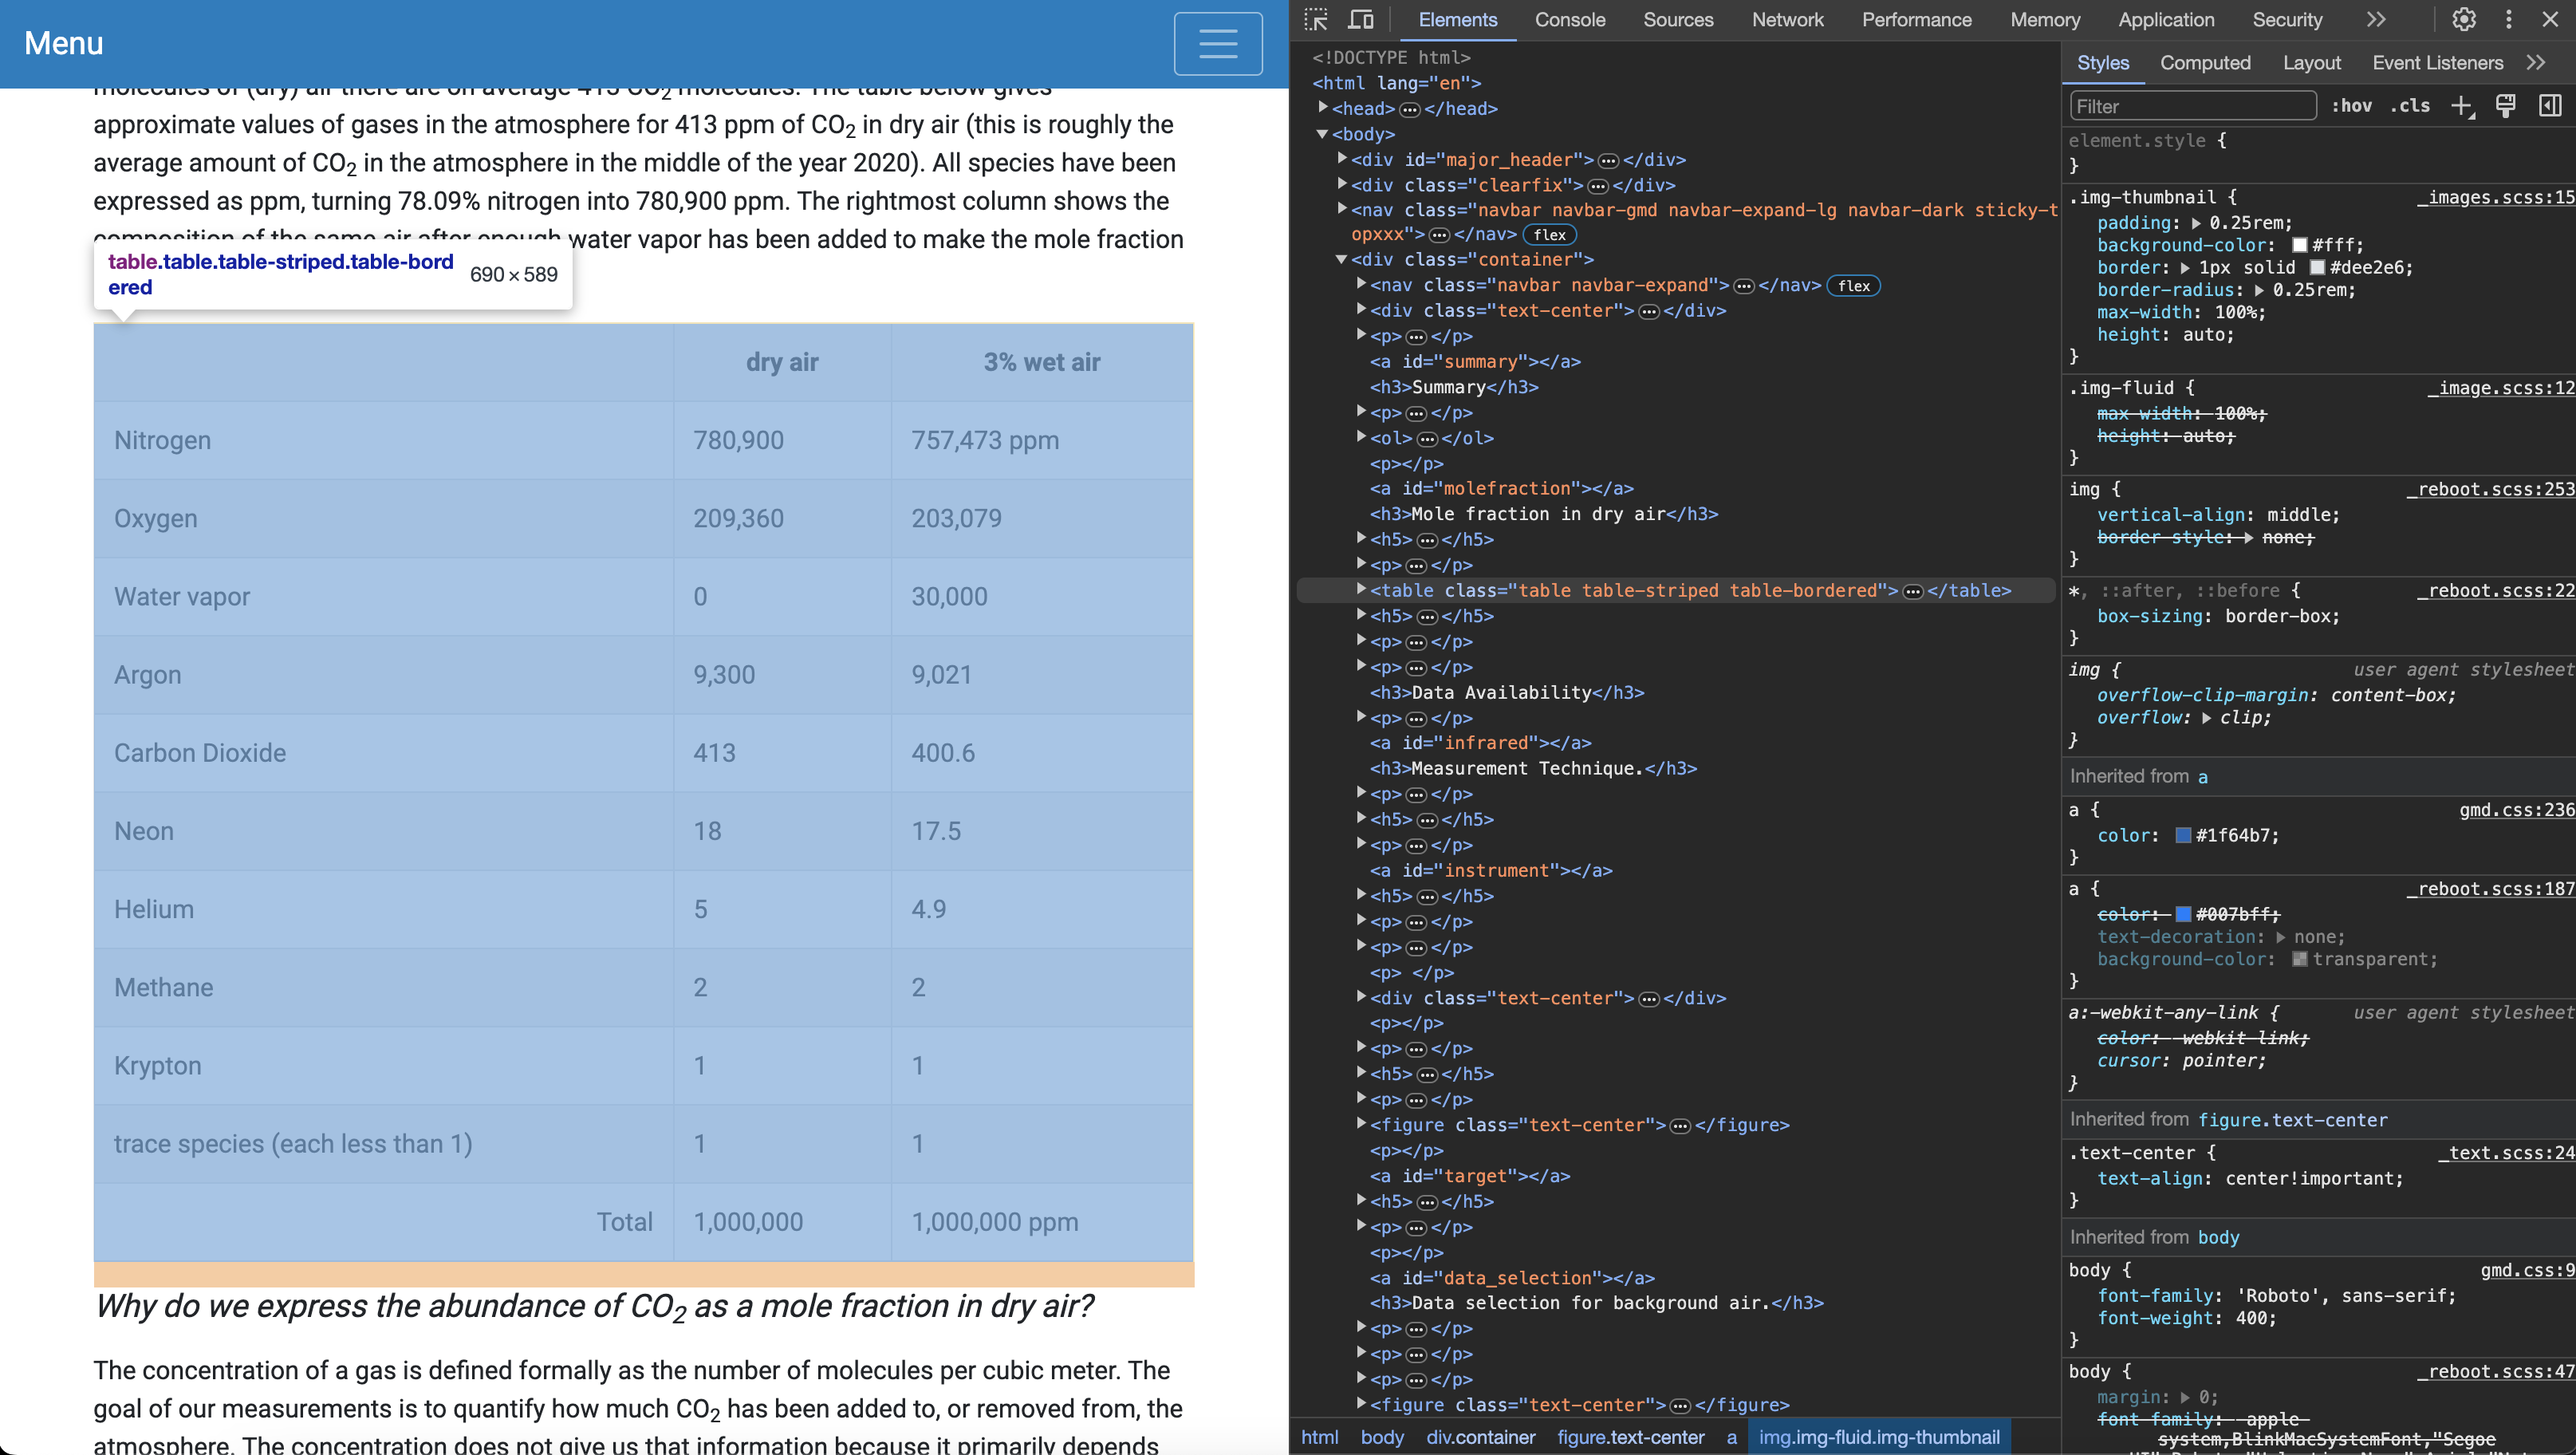 Menu
approximate values of gases in the atmosphere for 413 ppm of CO2 in dry air (this is roughly the
average amount of CO2 in the atmosphere in the middle of the year 2020). All species have been
expressed as ppm, turning 78.09% nitrogen into 780,900 ppm. The rightmost column shows the
composition of the same air after enough water vapor has been added to make the mole fraction
table.table.table-striped.table-bord
ered
690 × 589
dry air 3% wet air
Nitrogen 780,900 757,473 ppm
Oxygen 209,360 203,079
Water vapor 0 30,000
Argon 9,300 9,021
Carbon Dioxide 413 400.6
Neon 18 17.5
Helium 5 4.9
Methane 2 2
Krypton 1 1
trace species (each less than 1) 1 1
Total 1,000,000 1,000,000 ppm
Why do we express the abundance of CO2 as a mole fraction in dry air?
The concentration of a gas is defined formally as the number of molecules per cubic meter. The
goal of our measurements is to quantify how much CO2 has been added to, or removed from, the
atmosphere. The concentration does not give us that information because it primarily depends
Elements Console Sources Network Performance Memory Application Security
<!DOCTYPE html>
<html lang="en">
<head>…</head>
<body>
<div id="major_header">…</div>
<div class="clearfix">…</div>
<nav class="navbar navbar-gmd navbar-expand-lg navbar-dark sticky-t
opxxx">…</nav> flex
<div class="container">
<nav class="navbar navbar-expand">…</nav> flex
<div class="text-center">…</div>
<p>…</p>
<a id="summary"></a>
<h3>Summary</h3>
<p>…</p>
<ol>…</ol>
<p></p>
<a id="molefraction"></a>
<h3>Mole fraction in dry air</h3>
<h5>…</h5>
<p>…</p>
<table class="table table-striped table-bordered">…</table>
<h5>…</h5>
<p>…</p>
<p>…</p>
<h3>Data Availability</h3>
<p>…</p>
<a id="infrared"></a>
<h3>Measurement Technique.</h3>
<p>…</p>
<h5>…</h5>
<p>…</p>
<a id="instrument"></a>
<h5>…</h5>
<p>…</p>
<p>…</p>
<p> </p>
<div class="text-center">…</div>
<p></p>
<p>…</p>
<h5>…</h5>
<p>…</p>
<figure class="text-center">…</figure>
<p></p>
<a id="target"></a>
<h5>…</h5>
<p>…</p>
<p></p>
<a id="data_selection"></a>
<h3>Data selection for background air.</h3>
<p>…</p>
<p>…</p>
<p>…</p>
<figure class="text-center">…</figure>
html body div.container figure.text-center a img.img-fluid.img-thumbnail
Styles Computed Layout Event Listeners
Filter :hov .cls
element.style {
}
.img-thumbnail { _images.scss:15
padding: 0.25rem;
background-color: #fff;
border: 1px solid #dee2e6;
border-radius: 0.25rem;
max-width: 100%;
height: auto;
}
.img-fluid { _image.scss:12
max-width: 100%;
height: auto;
}
img { _reboot.scss:253
vertical-align: middle;
border-style: none;
}
*, ::after, ::before { _reboot.scss:22
box-sizing: border-box;
}
img { user agent stylesheet
overflow-clip-margin: content-box;
overflow: clip;
}
Inherited from a
a { gmd.css:236
color: #1f64b7;
}
a { _reboot.scss:187
color: #007bff;
text-decoration: none;
background-color: transparent;
}
a:-webkit-any-link { user agent stylesheet
color: -webkit-link;
cursor: pointer;
}
Inherited from figure.text-center
.text-center { _text.scss:24
text-align: center!important;
}
Inherited from body
body { gmd.css:9
font-family: 'Roboto', sans-serif;
font-weight: 400;
}
body { _reboot.scss:47
margin: 0;
font-family: -apple-
system,BlinkMacSystemFont,"Segoe